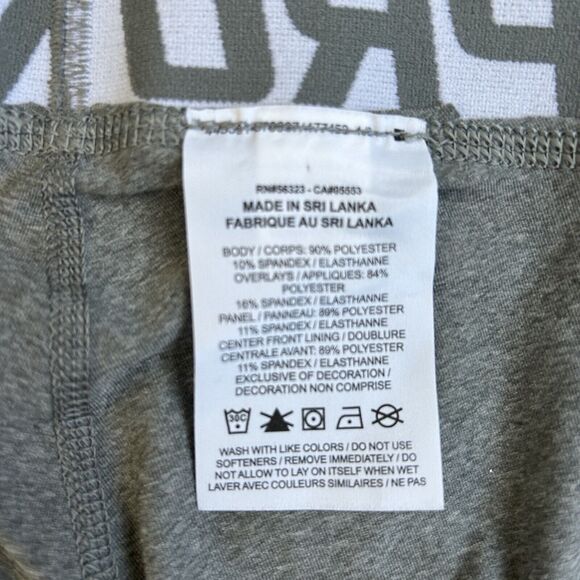 PRO
RN#56323 - CA#05553
MADE IN SRI LANKA
FABRIQUE AU SRI LANKA
BODY / CORPS: 90% POLYESTER
10% SPANDEX / ELASTHANNE
OVERLAYS / APPLIQUES: 84%
POLYESTER
16% SPANDEX / ELASTHANNE
PANEL / PANNEAU: 89% POLYESTER
11% SPANDEX / ELASTHANNE
CENTER FRONT LINING / DOUBLURE
CENTRALE AVANT: 89% POLYESTER
11% SPANDEX / ELASTHANNE
EXCLUSIVE OF DECORATION /
DECORATION NON COMPRISE
30C
WASH WITH LIKE COLORS / DO NOT USE
SOFTENERS / REMOVE IMMEDIATELY / DO
NOT ALLOW TO LAY ON ITSELF WHEN WET
LAVER AVEC COULEURS SIMILAIRES / NE PAS